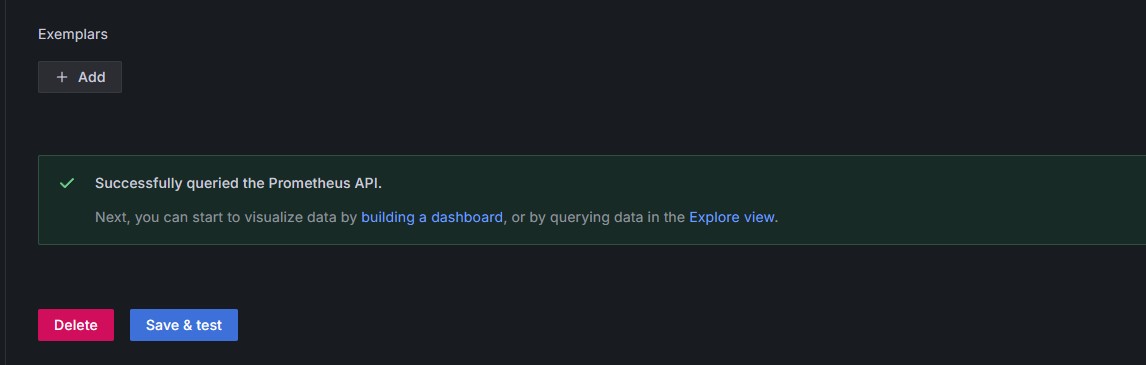 Exemplars
+ Add
Successfully queried the Prometheus API.
Next, you can start to visualize data by building a dashboard, or by querying data in the Explore view.
Delete Save & test